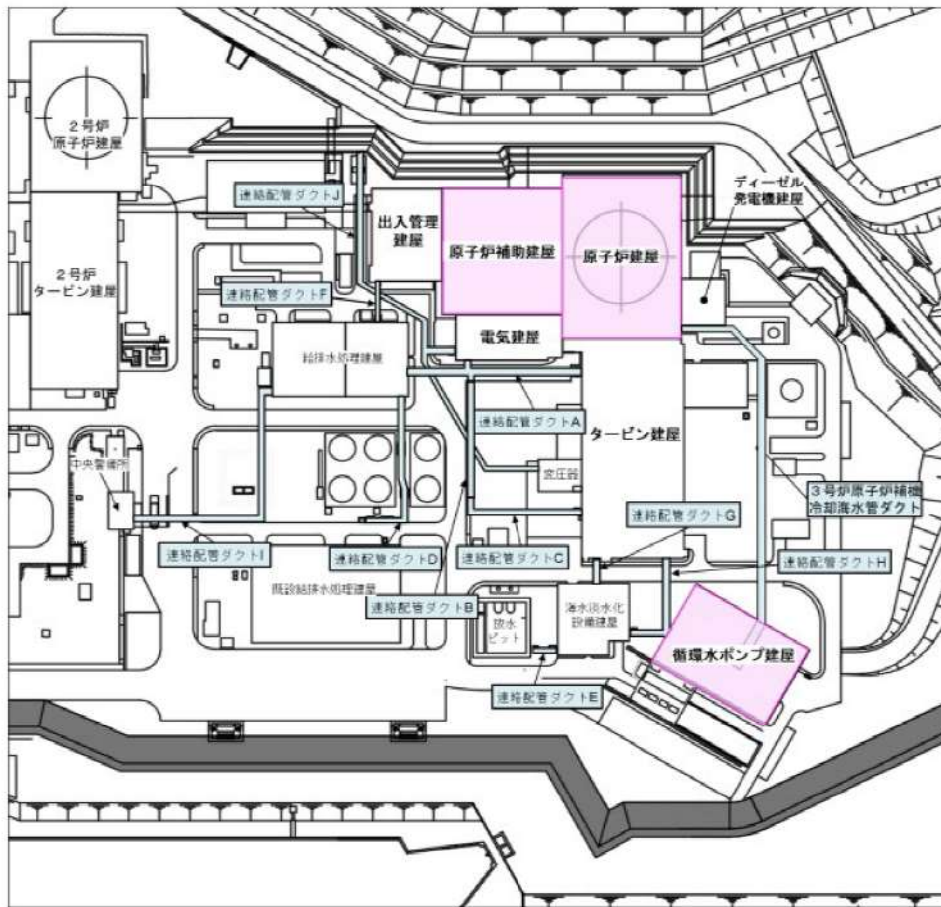 ２号炉
原子炉建屋
ディーゼル
発電機建屋
連絡配管ダクトJ
出入管理
建屋
原子炉補助建屋
原子炉建屋
２号炉
タービン建屋
連絡配管ダクトF
電気建屋
給排水処理建屋
連絡配管ダクトA
タービン建屋
中央警備所
変圧器
３号炉原子炉補機
冷却海水管ダクト
連絡配管ダクトG
連絡配管ダクトI
連絡配管ダクトD
連絡配管ダクトC
連絡配管ダクトH
既設給排水処理建屋
連絡配管ダクトB
放水
ピット
海水淡水化
設備建屋
循環水ポンプ建屋
連絡配管ダクトE